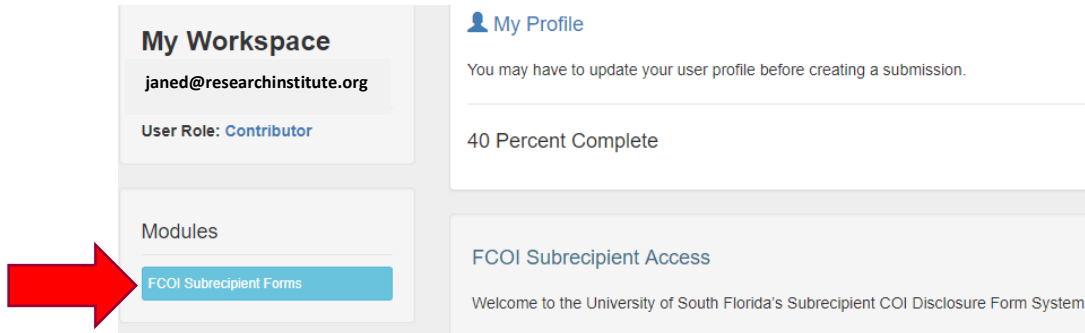 My Workspace
janed@researchinstitute.org
User Role: Contributor
Modules
FCOI Subrecipient Forms
My Profile
You may have to update your user profile before creating a submission.
40 Percent Complete
FCOI Subrecipient Access
Welcome to the University of South Florida's Subrecipient COI Disclosure Form System